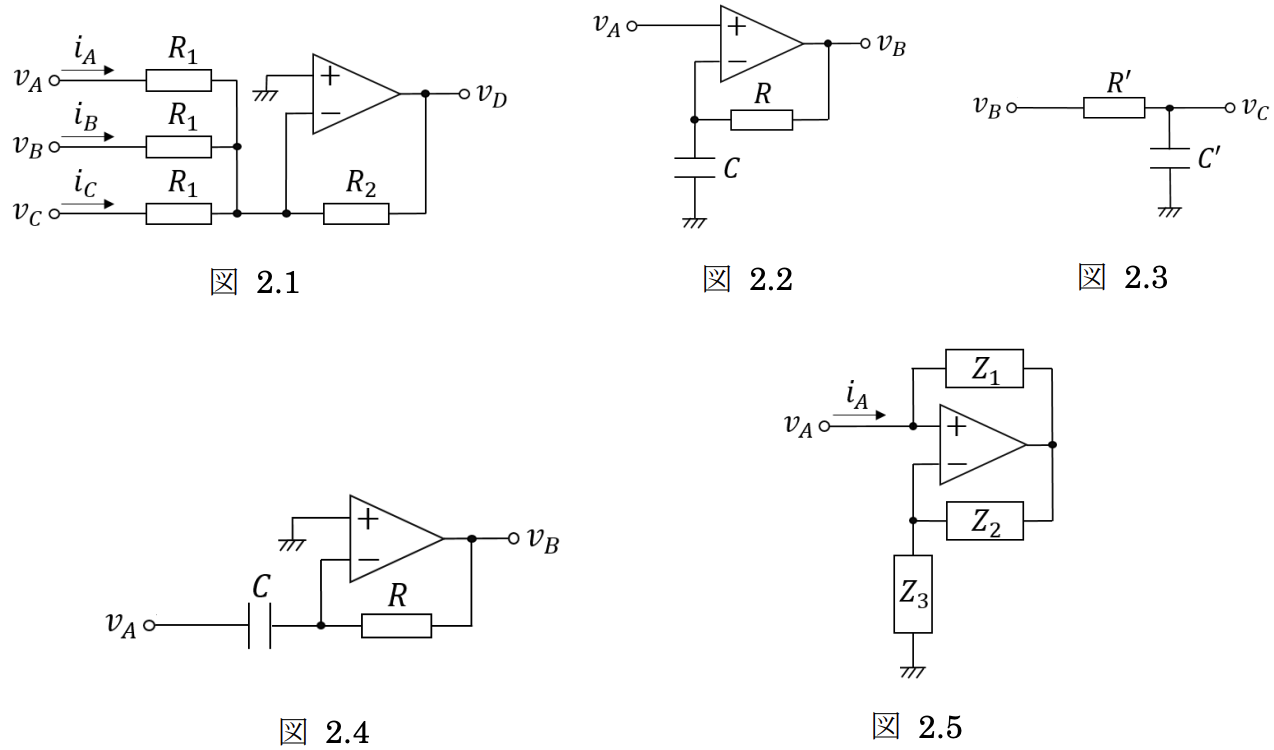 i_A
R_1
v_A
+
i_B
v_B
R_1
−
v_D
i_C
v_C
R_1
R_2
図 2.1
v_A
+
−
v_B
R
C
図 2.2
v_B
R′
v_C
C′
図 2.3
+
−
v_B
C
R
v_A
図 2.4
Z_1
i_A
v_A
+
−
Z_2
Z_3
図 2.5